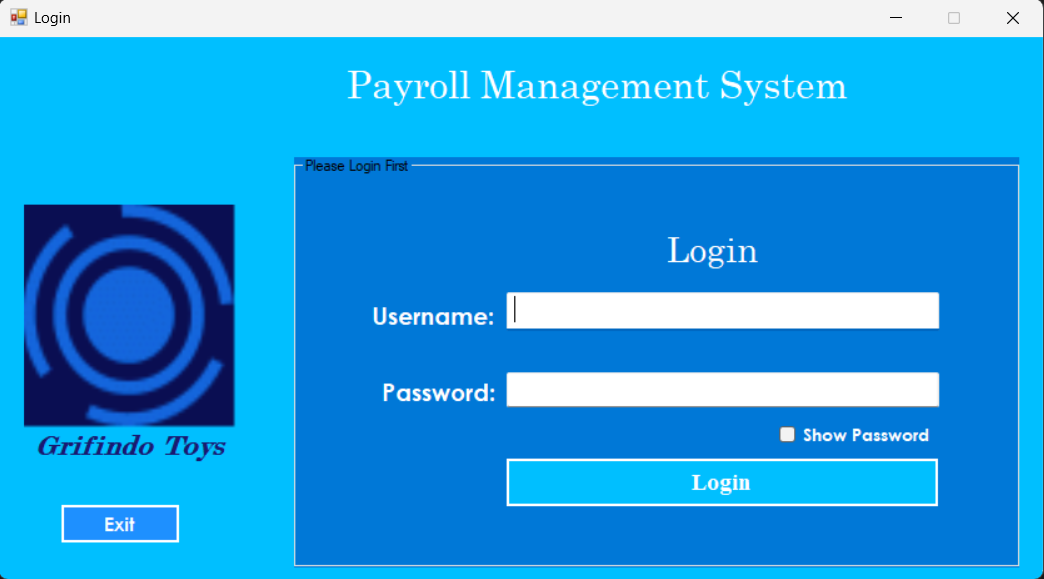 Login
Payroll Management System
Please Login First
Login
Username:
Password:
Show Password
Login
Grifindo Toys
Exit